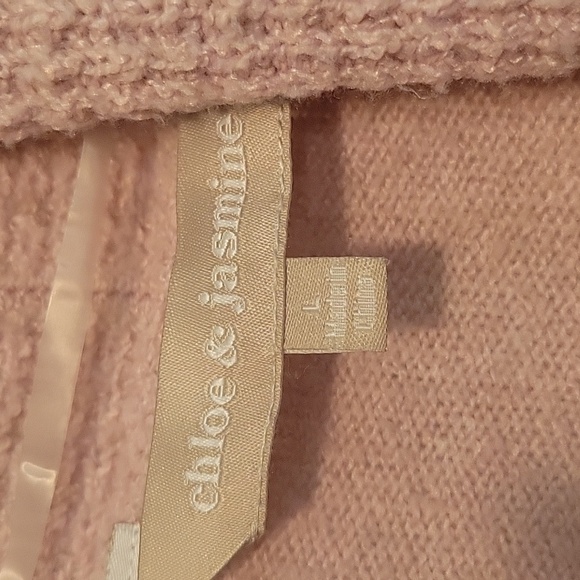 chloe & jasmine
L
Made in
China